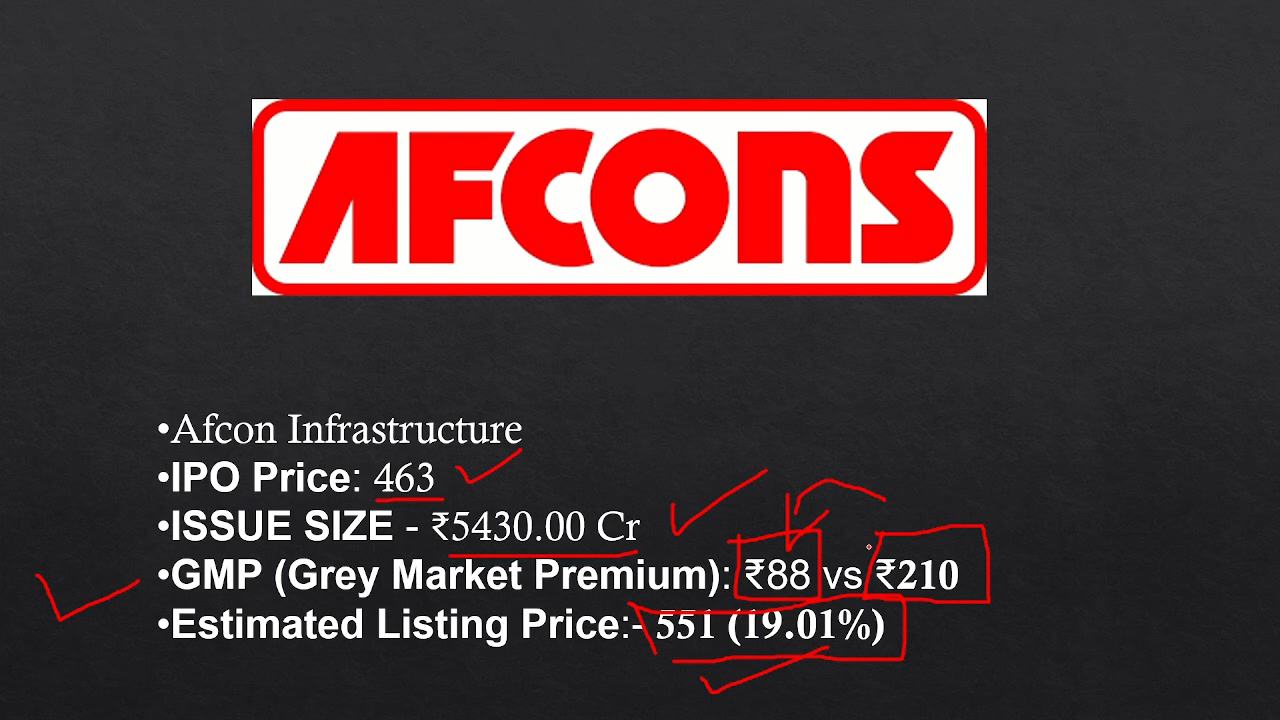 AFCONS
•Afcon Infrastructure
•IPO Price: 463
•ISSUE SIZE - ₹5430.00 Cr
•GMP (Grey Market Premium): ₹88 vs ₹210
•Estimated Listing Price:- 551 (19.01%)